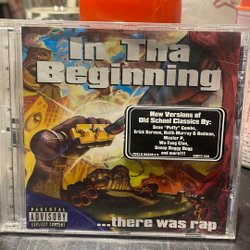 In Tha
Beginning
New Versions of
Old School Classics By:
Sean "Puffy" Combs,
Erick Sermon, Keith Murray & Redman,
Master P,
Wu-Tang Clan,
Snoop Doggy Dogg
and more!!!
PARENTAL
ADVISORY
EXPLICIT CONTENT
...there was rap